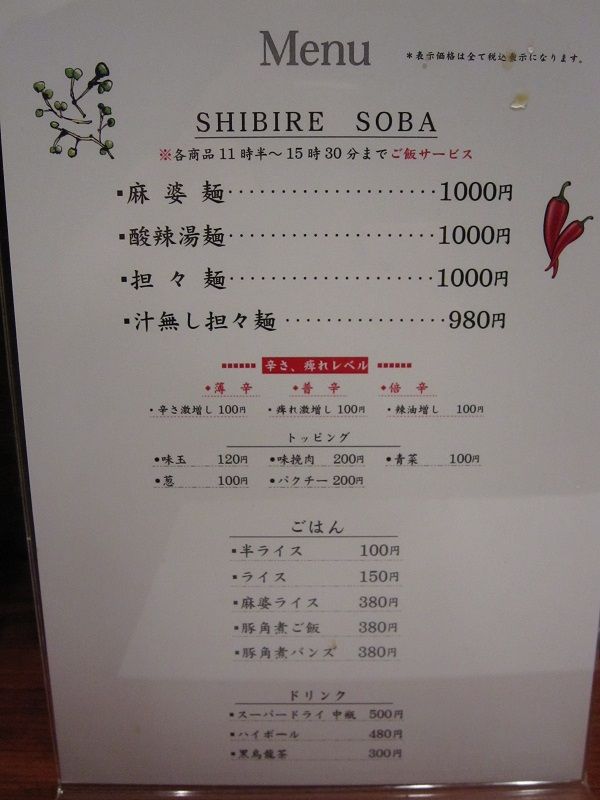 Menu
*表示価格は全て税込表示になります。
SHIBIRE SOBA
※各商品11時半～15時30分までご飯サービス
▪麻婆麺····················1000円
▪酸辣湯麺····················1000円
▪担々麺····················1000円
▪汁無し担々麺················980円
辛さ、痺れレベル
◆薄辛 ◆普辛 ◆倍辛
・辛さ激増し 100円 ・痺れ激増し 100円 ・辣油増し 100円
トッピング
●味玉 120円 ●味挽肉 200円 ●青菜 100円
●葱 100円 ●パクチー 200円
ごはん
▪半ライス 100円
▪ライス 150円
▪麻婆ライス 380円
▪豚角煮ご飯 380円
▪豚角煮バンズ 380円
ドリンク
▪スーパードライ 中瓶 500円
▪ハイボール 480円
▪黒烏龍茶 300円